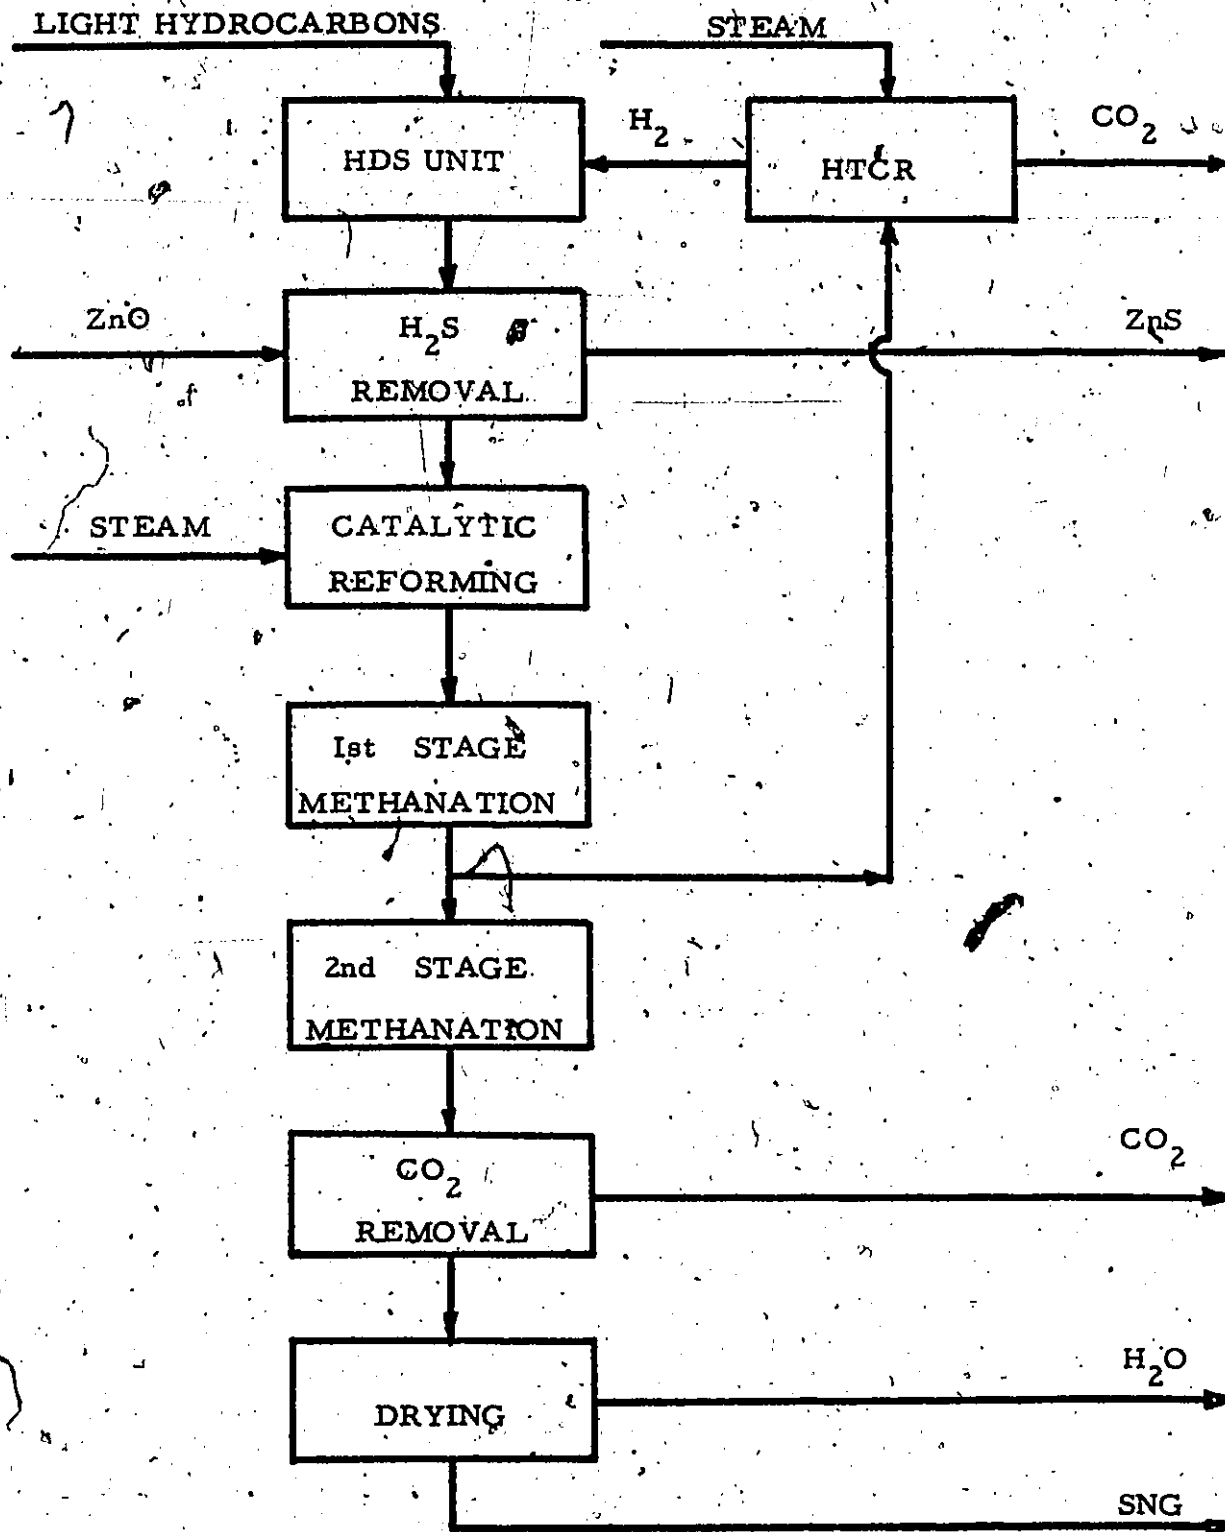 LIGHT HYDROCARBONS
STEAM
HDS UNIT
H₂
HTCR
CO₂
ZnO
H₂S
REMOVAL
ZnS
STEAM
CATALYTIC
REFORMING
Ist STAGE
METHANATION
2nd STAGE
METHANATION
CO₂
REMOVAL
CO₂
DRYING
H₂O
SNG